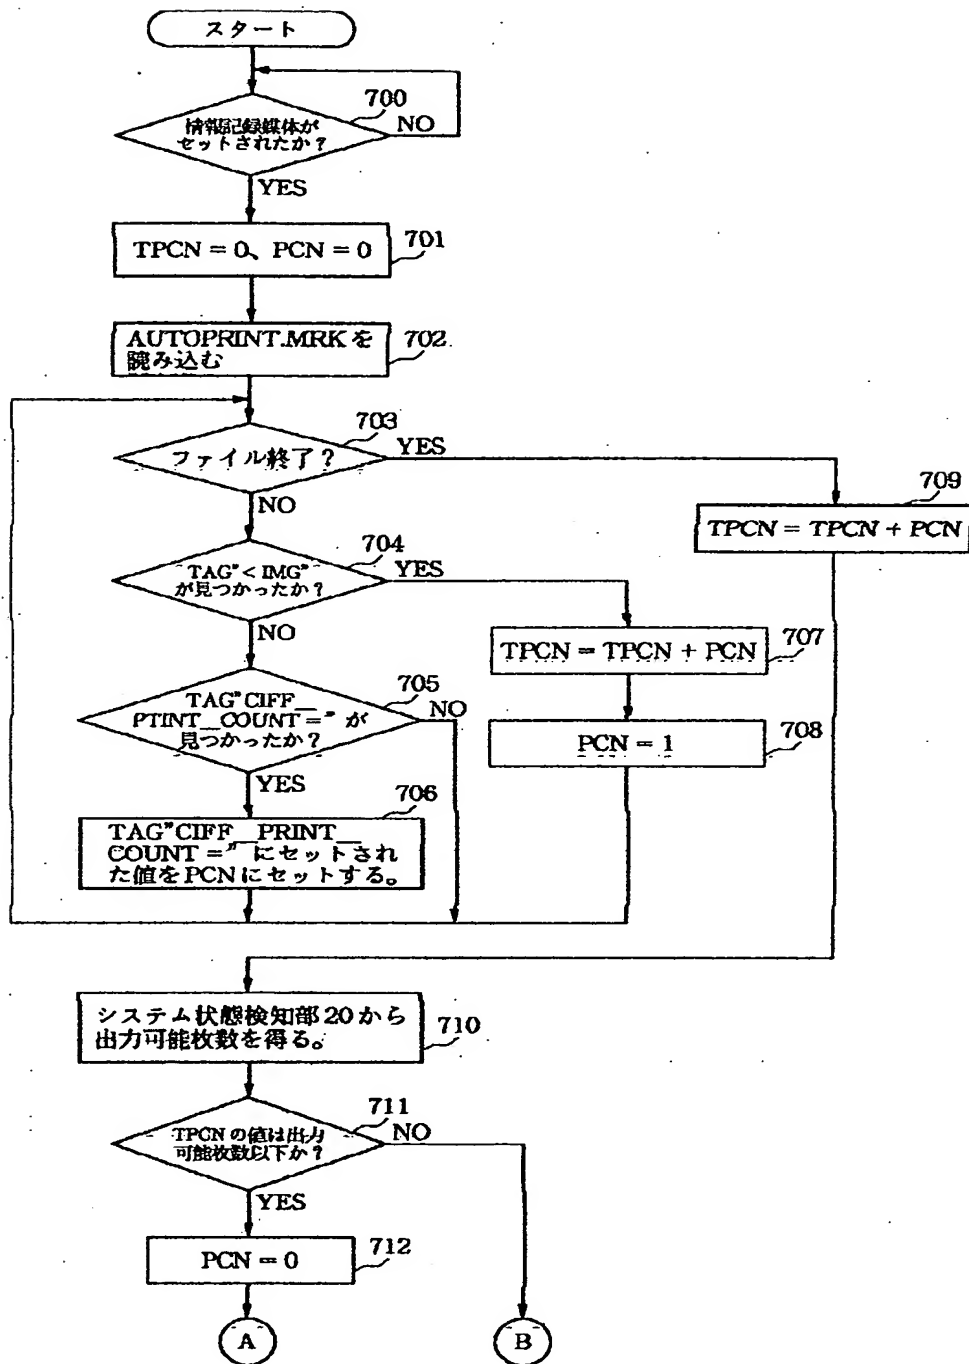 スタート
700
情報記録媒体が
セットされたか?
NO
YES
TPCN = 0、PCN = 0
701
AUTOPRINT.MRKを
読み込む
702
703
ファイル終了?
YES
NO
709
TPCN = TPCN + PCN
704
TAG"<IMG"
が見つかったか?
YES
NO
TPCN = TPCN + PCN
707
705
TAG"CIFF_
PTINT_COUNT="が
見つかったか?
NO
YES
PCN = 1
708
706
TAG"CIFF_PRINT_
COUNT="にセットされ
た値をPCNにセットする。
システム状態検知部20から
出力可能枚数を得る。
710
711
TPCNの値は出力
可能枚数以下か?
NO
YES
PCN = 0
712
A
B